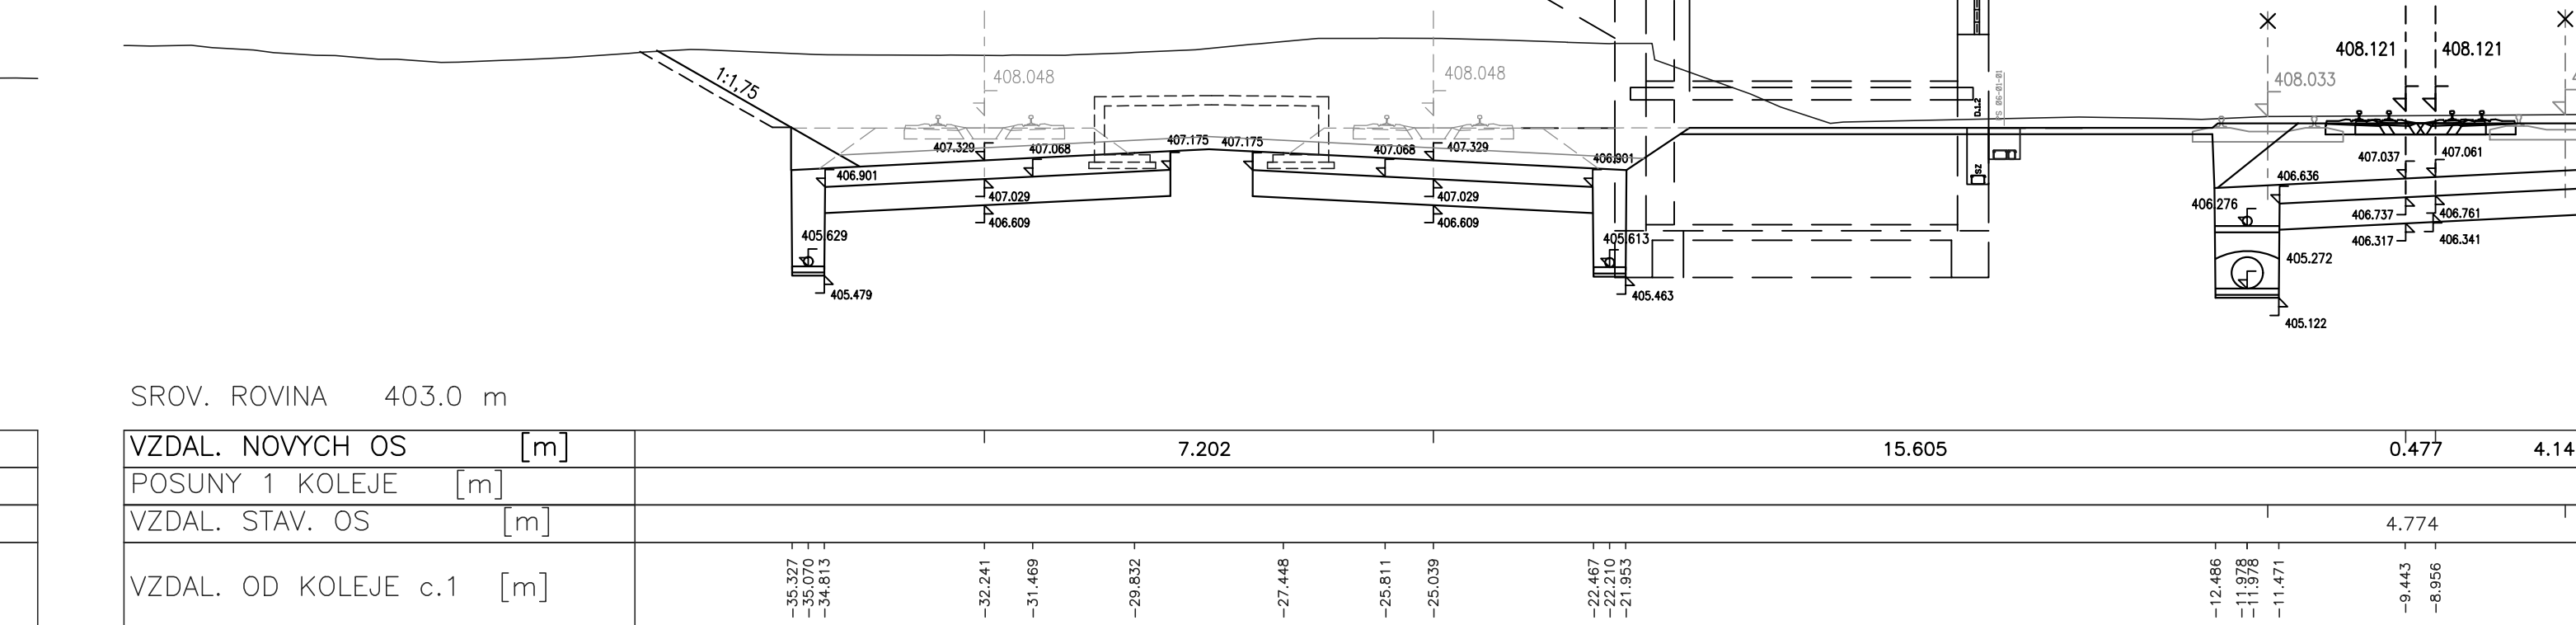 408.121 408.121
1:1,75 408.048 408.048 408.033
D.1.2
407.329 407.068 407.175 407.175 407.068 407.329
406.901 406.901 407.037 407.061
SZ
407.029 407.029 406.636
406.609 406.609 406.276 406.737 406.761
405.629 405.613 406.317 406.341
405.272
405.479 405.463
405.122
SROV. ROVINA 403.0 m
VZDAL. NOVYCH OS [m] 7.202 15.605 0.477 4.14
POSUNY 1 KOLEJE [m]
VZDAL. STAV. OS [m] 4.774
VZDAL. OD KOLEJE c.1 [m] -35.327 -35.070 -34.813 -32.241 -31.469 -29.832 -27.448 -25.811 -25.039 -22.467 -22.210 -21.953 -12.486 -11.978 -11.978 -11.471 -9.443 -8.956